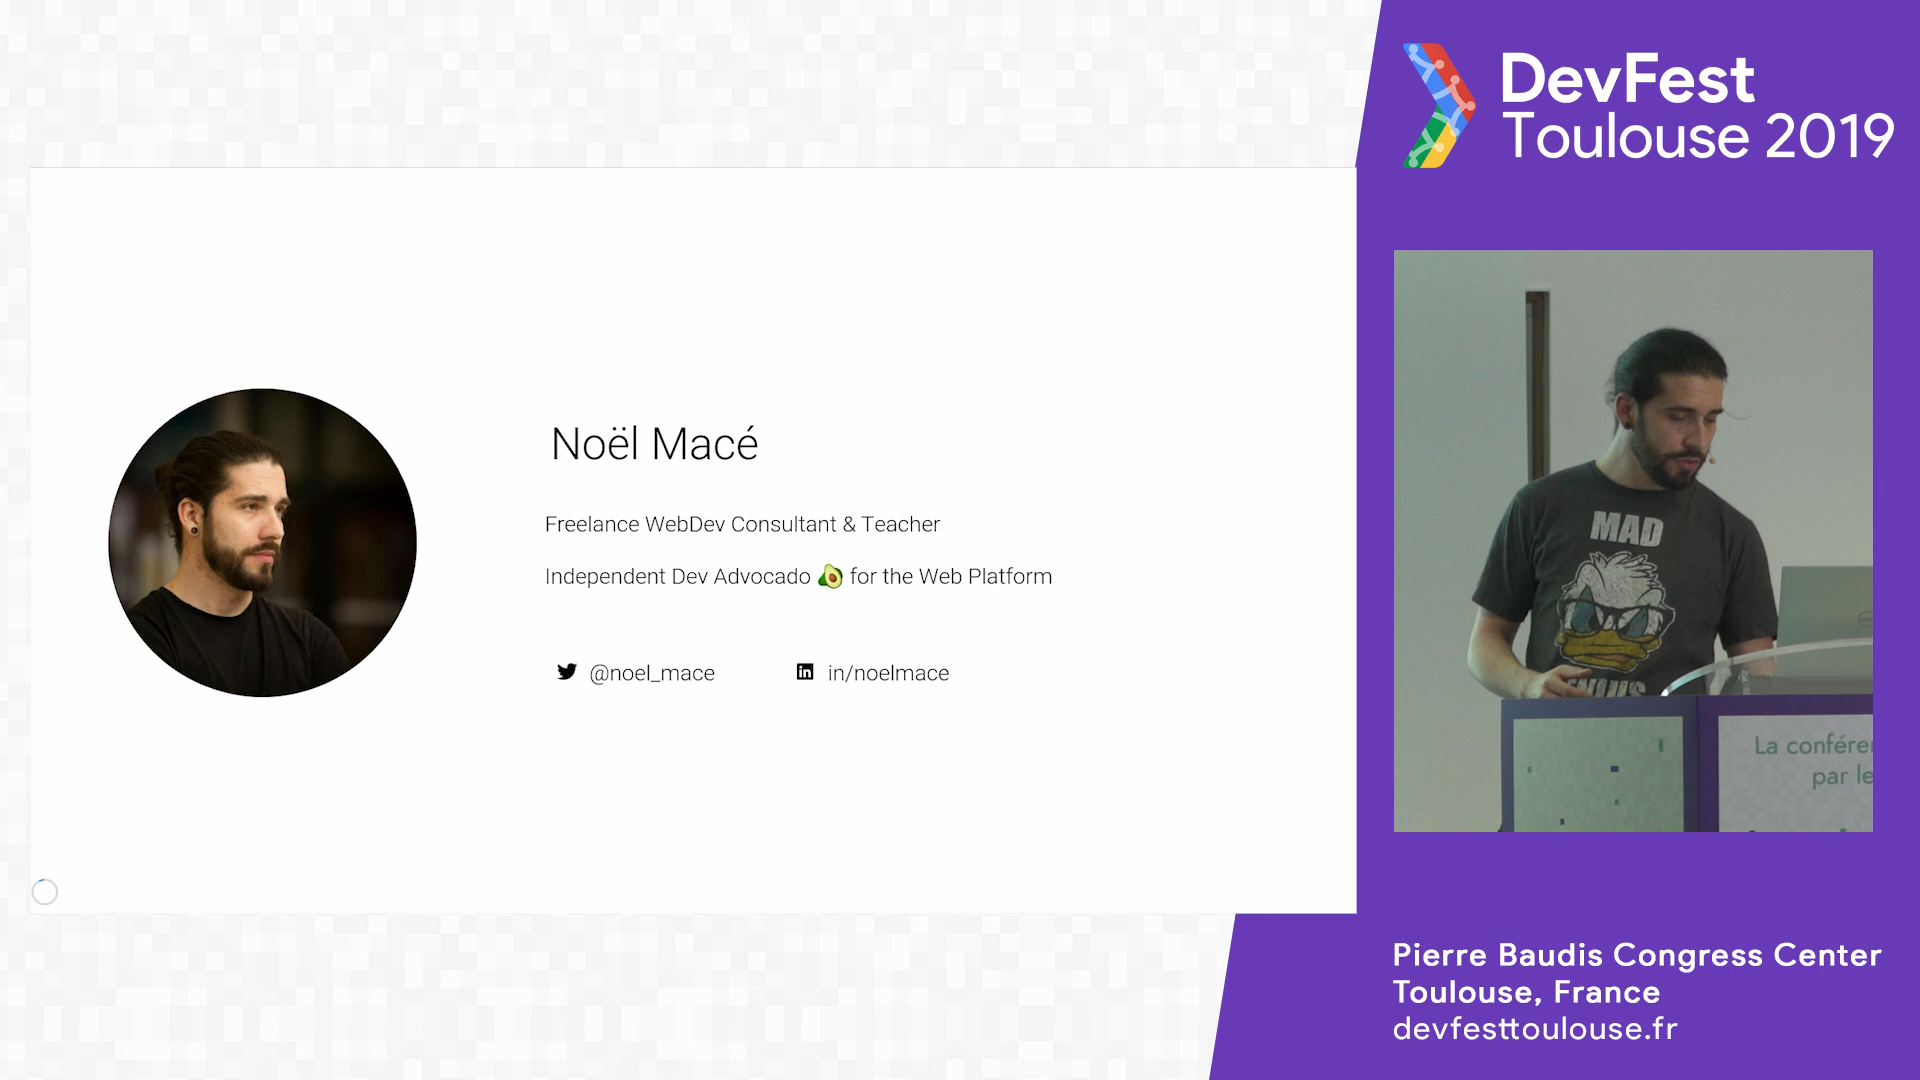 DevFest
Toulouse 2019
Noël Macé
Freelance WebDev Consultant & Teacher
Independent Dev Advocado 🥑 for the Web Platform
@noel_mace
in/noelmace
MAD
La confére
par le
Pierre Baudis Congress Center
Toulouse, France
devfesttoulouse.fr